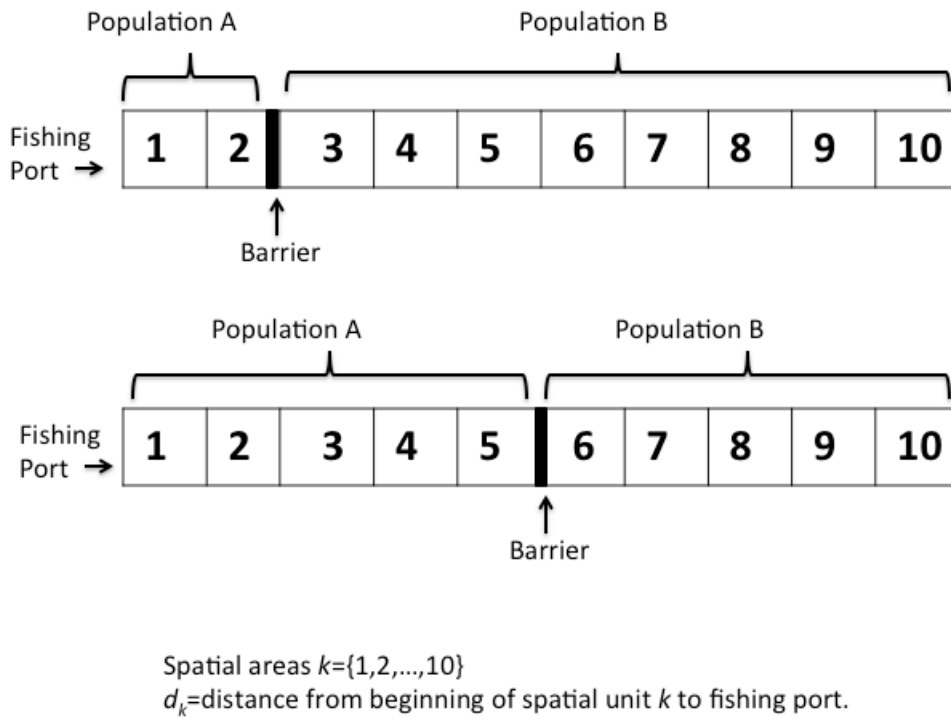 Population A
Population B
Fishing
Port →
1 2 3 4 5 6 7 8 9 10
Barrier
Population A
Population B
Fishing
Port →
1 2 3 4 5 6 7 8 9 10
Barrier
Spatial areas k={1,2,...,10}
dₖ=distance from beginning of spatial unit k to fishing port.